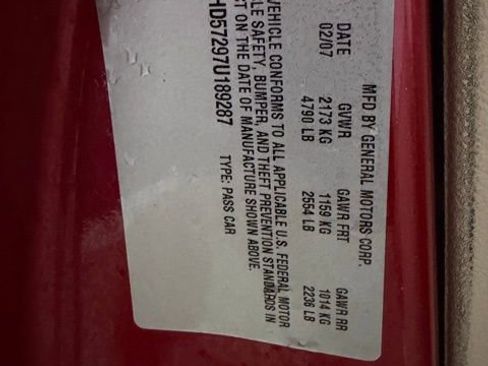 MFD BY GENERAL MOTORS CORP.
DATE GVWR GAWR FRT GAWR RR
02/07 2173 KG 1159 KG 1014 KG
4790 LB 2554 LB 2236 LB
VEHICLE CONFORMS TO ALL APPLICABLE U.S. FEDERAL MOTOR
LE SAFETY, BUMPER, AND THEFT PREVENTION STANDARDS IN
CT ON THE DATE OF MANUFACTURE SHOWN ABOVE.
HD57297U189287 TYPE: PASS CAR